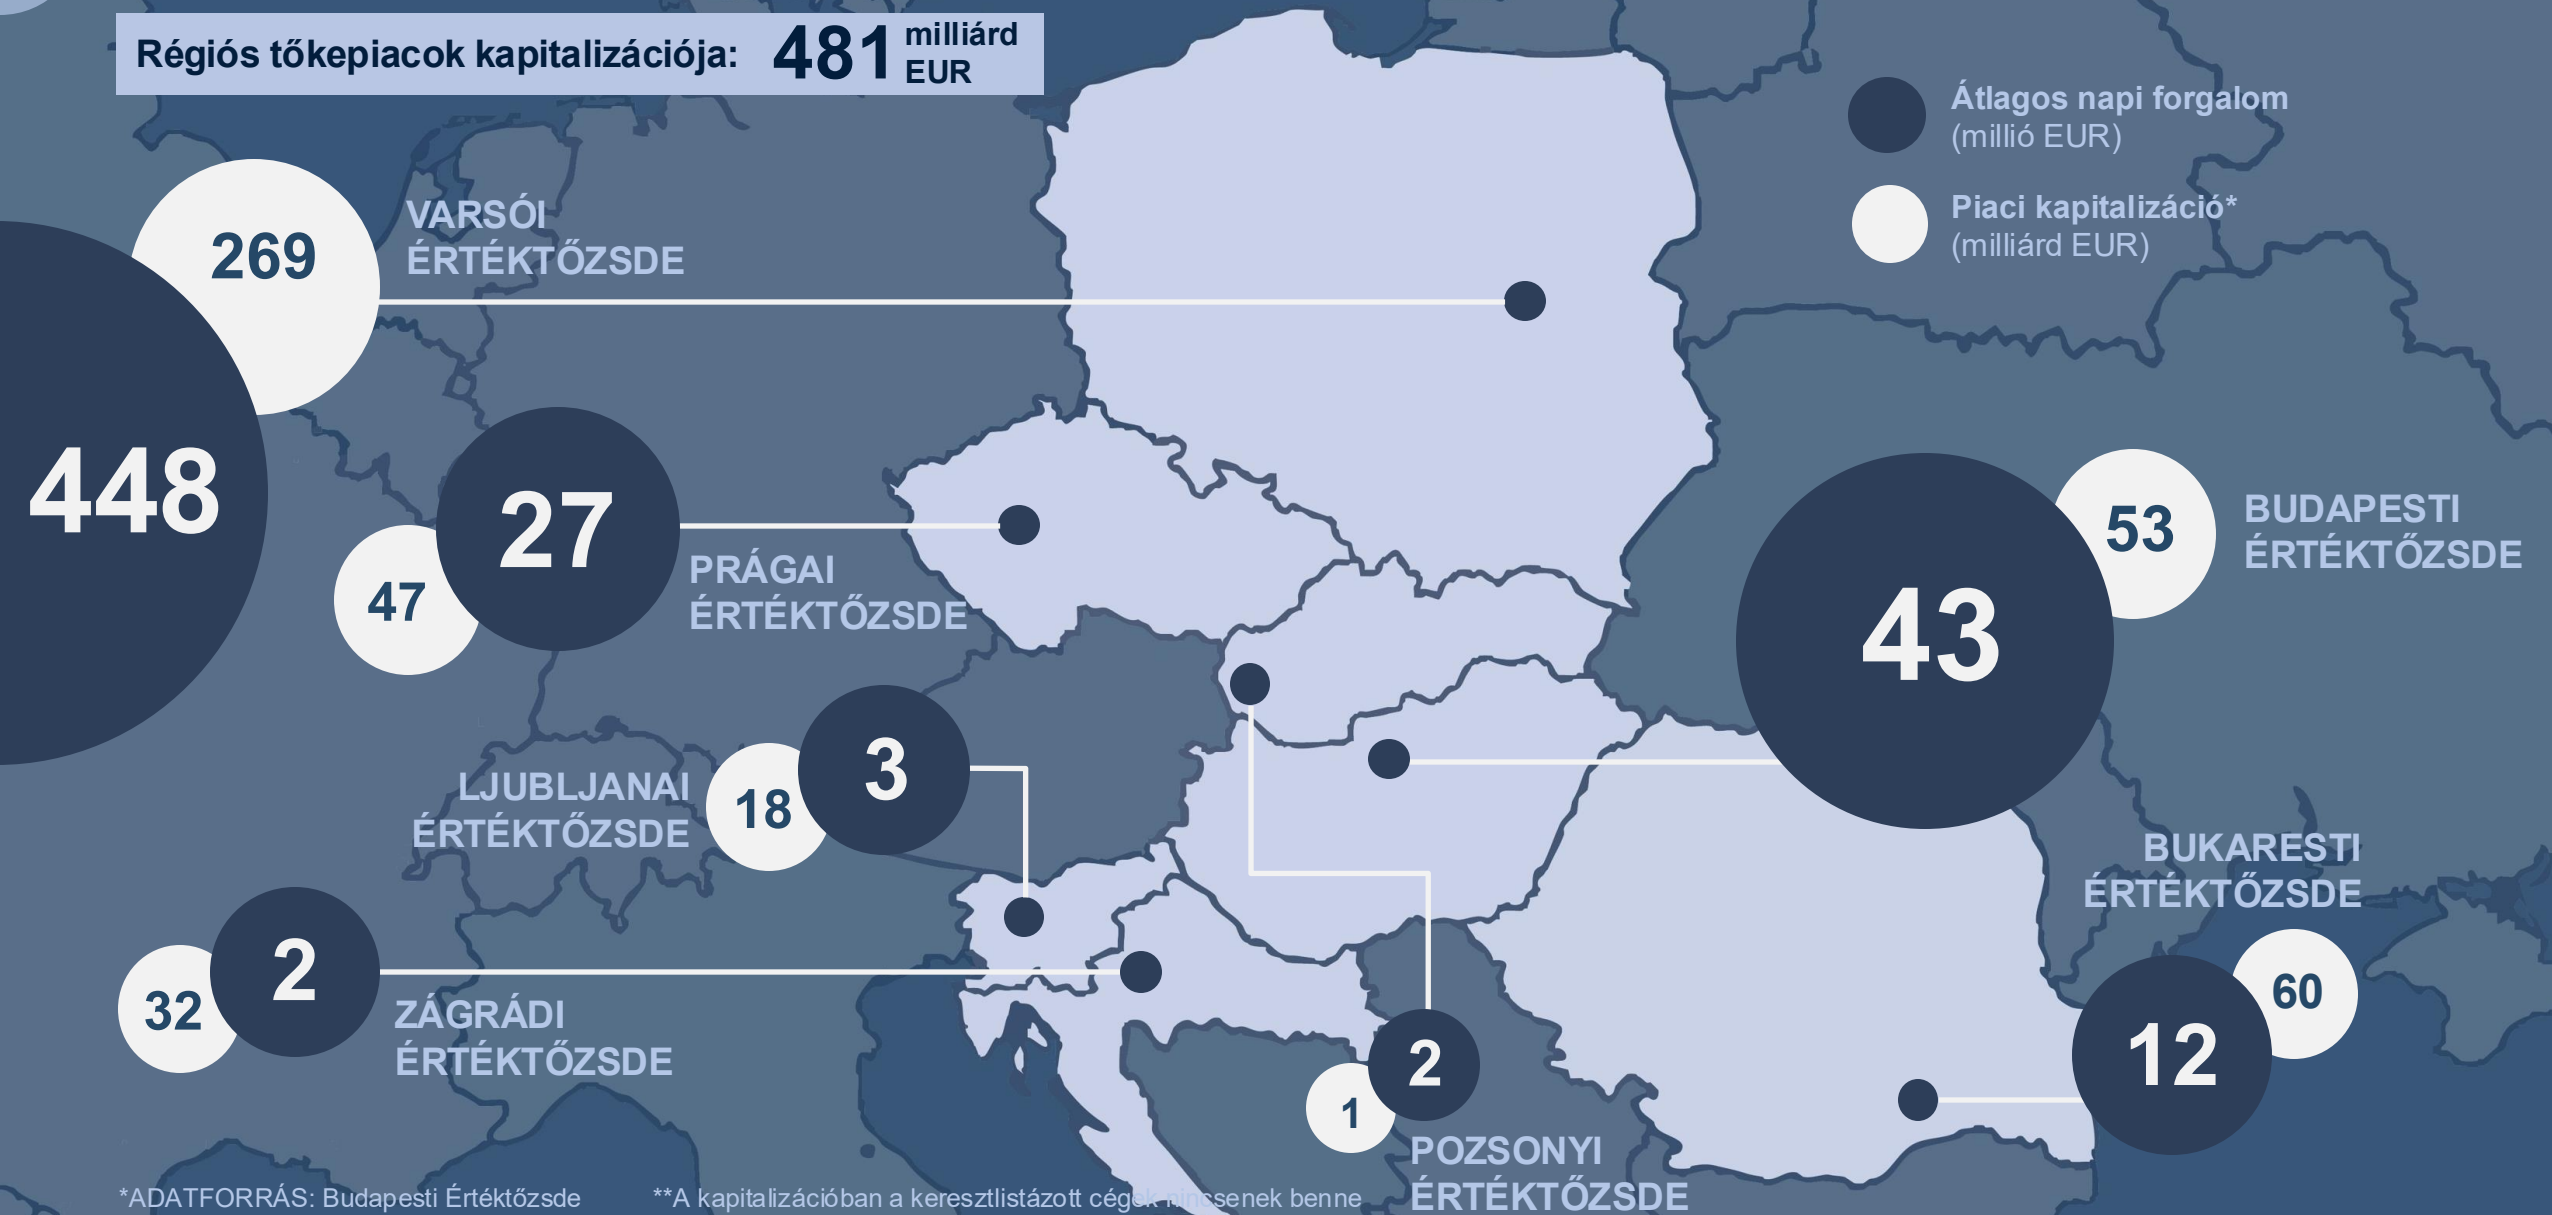 Régiós tőkepiacok kapitalizációja: 481 milliárd EUR
Átlagos napi forgalom
(millió EUR)
Piaci kapitalizáció*
(milliárd EUR)
269
VARSÓI
ÉRTÉKTŐZSDE
448
27
47
PRÁGAI
ÉRTÉKTŐZSDE
43
53
BUDAPESTI
ÉRTÉKTŐZSDE
3
18
LJUBLJANAI
ÉRTÉKTŐZSDE
BUKARESTI
ÉRTÉKTŐZSDE
60
12
2
32
ZÁGRÁDI
ÉRTÉKTŐZSDE
2
1
POZSONYI
ÉRTÉKTŐZSDE
*ADATFORRÁS: Budapesti Értéktőzsde
**A kapitalizációban a keresztlistázott cégek nincsenek benne